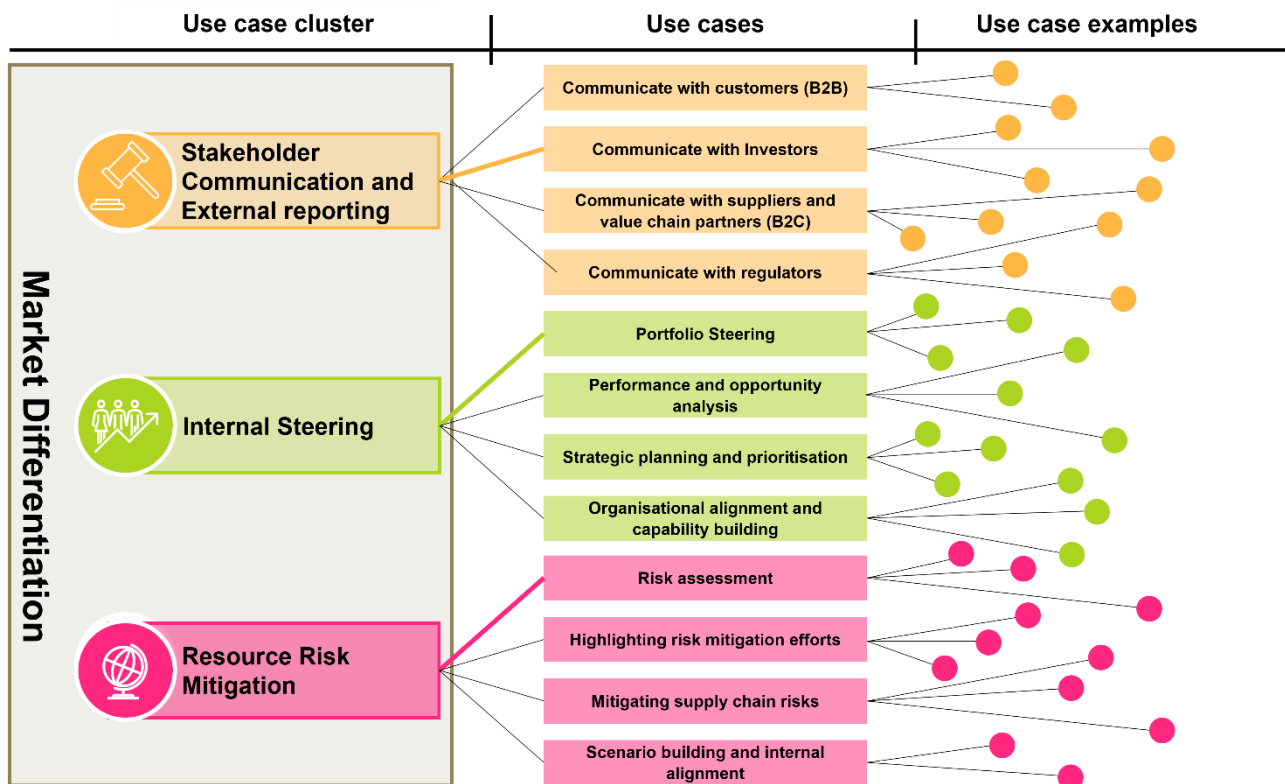 Use case cluster
Use cases
Use case examples
Market Differentiation
Stakeholder
Communication and
External reporting
Communicate with customers (B2B)
Communicate with Investors
Communicate with suppliers and
value chain partners (B2C)
Communicate with regulators
Internal Steering
Portfolio Steering
Performance and opportunity
analysis
Strategic planning and prioritisation
Organisational alignment and
capability building
Resource Risk
Mitigation
Risk assessment
Highlighting risk mitigation efforts
Mitigating supply chain risks
Scenario building and internal
alignment